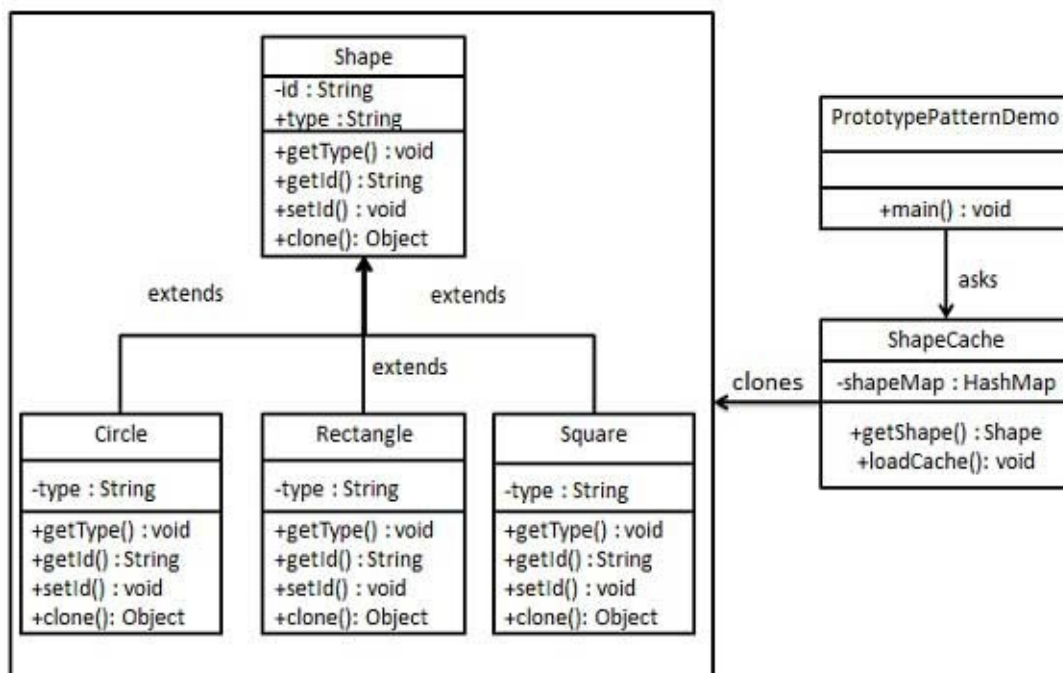 Shape
-id : String
+type : String
+getType() : void
+getId() : String
+setId() : void
+clone(): Object
extends
extends
extends
Circle
-type : String
+getType() : void
+getId() : String
+setId() : void
+clone(): Object
Rectangle
-type : String
+getType() : void
+getId() : String
+setId() : void
+clone(): Object
Square
-type : String
+getType() : void
+getId() : String
+setId() : void
+clone(): Object
PrototypePatternDemo
+main() : void
asks
ShapeCache
-shapeMap : HashMap
+getShape() : Shape
+loadCache(): void
clones